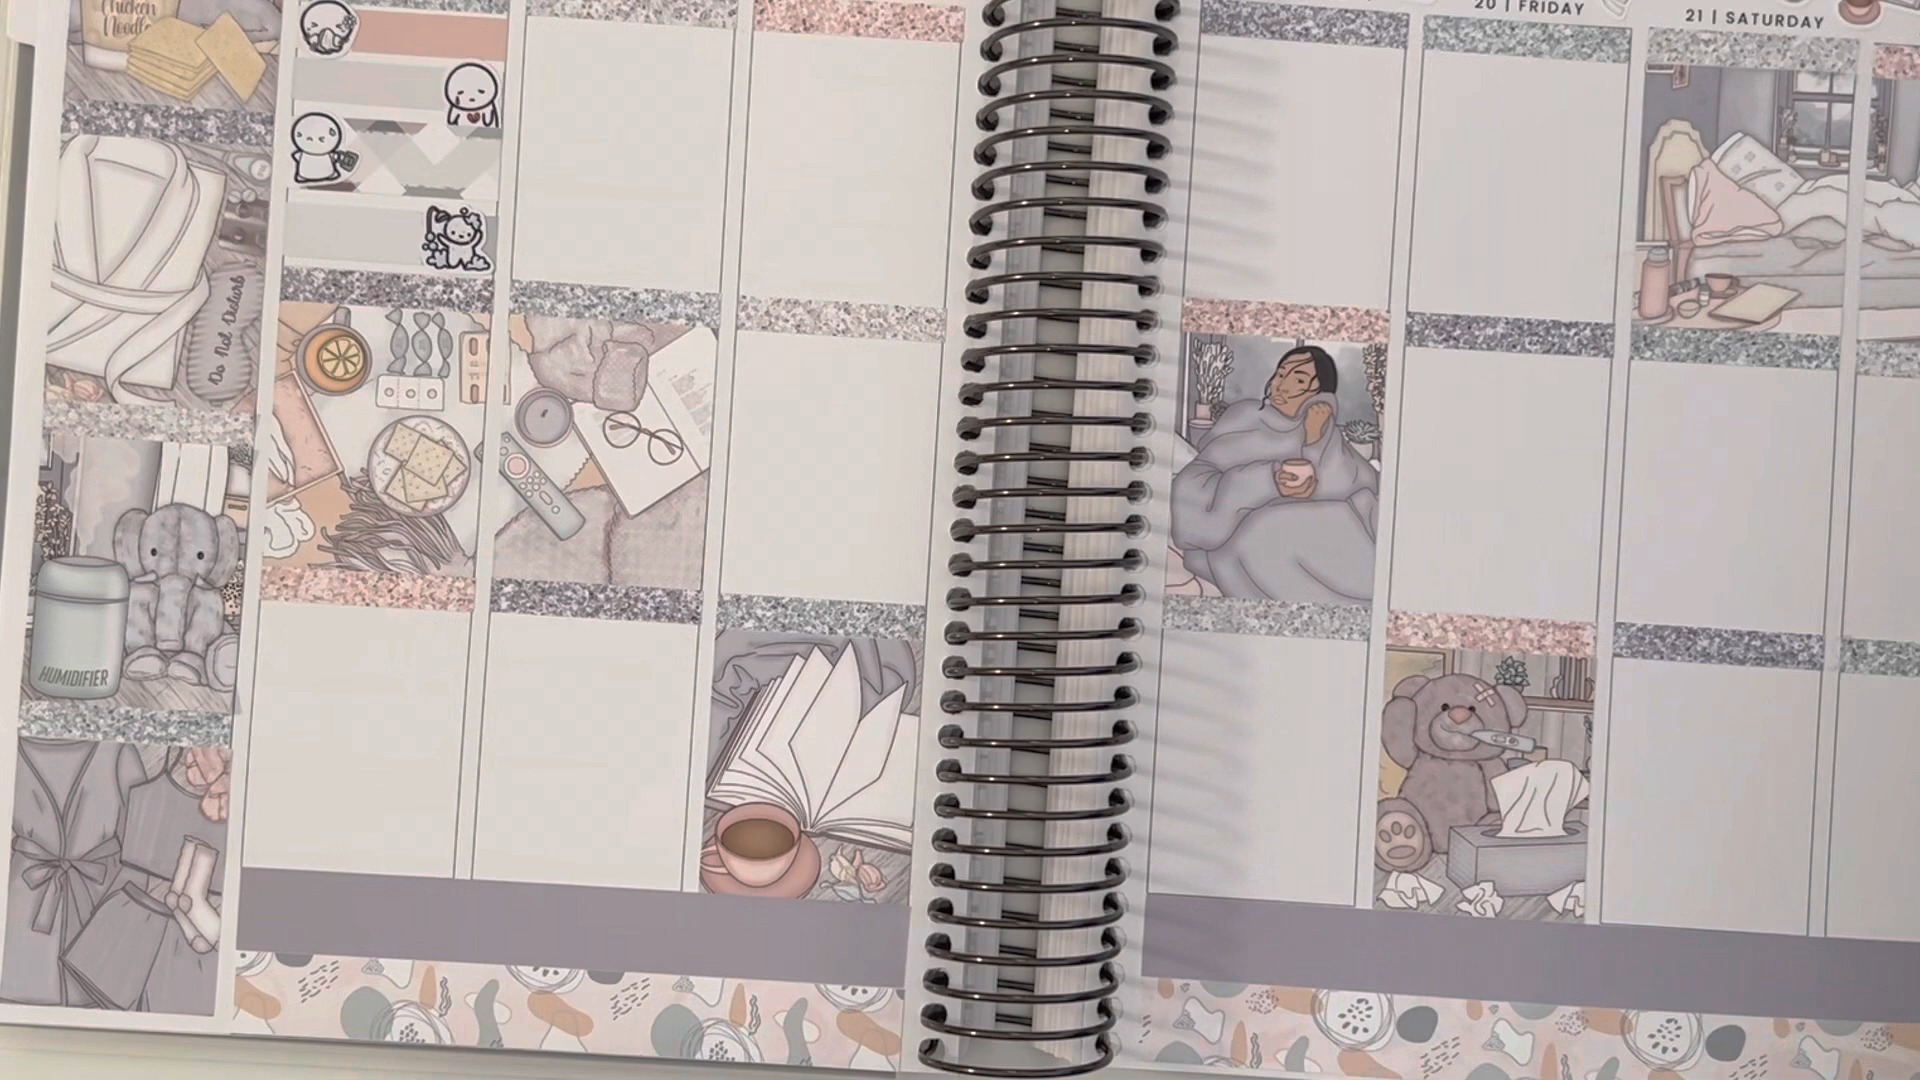 Chicken
Noodle
20 | FRIDAY
21 | SATURDAY
Do Not Disturb
HUMIDIFIER